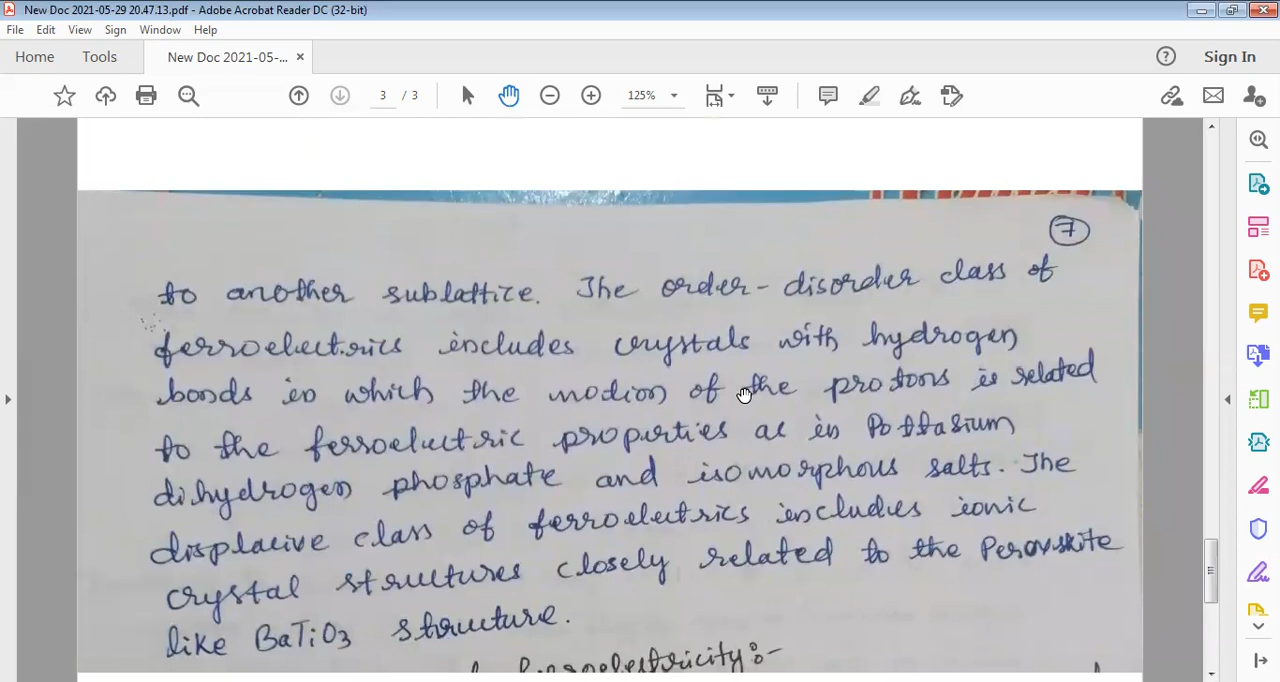 New Doc 2021-05-29 20.47.13.pdf - Adobe Acrobat Reader DC (32-bit)
File Edit View Sign Window Help
Home Tools New Doc 2021-05-... × Sign In
3 / 3 125%
7
to another sublattice. The order-disorder class of
ferroelectrics includes crystals with hydrogen
bonds in which the motion of the protons is related
to the ferroelectric properties as in Pottasium
dihydrogen phosphate and isomorphous salts. The
displacive class of ferroelectrics includes ionic
crystal structures closely related to the Perovskite
like BaTiO3 structure.
ferroelectricity:-